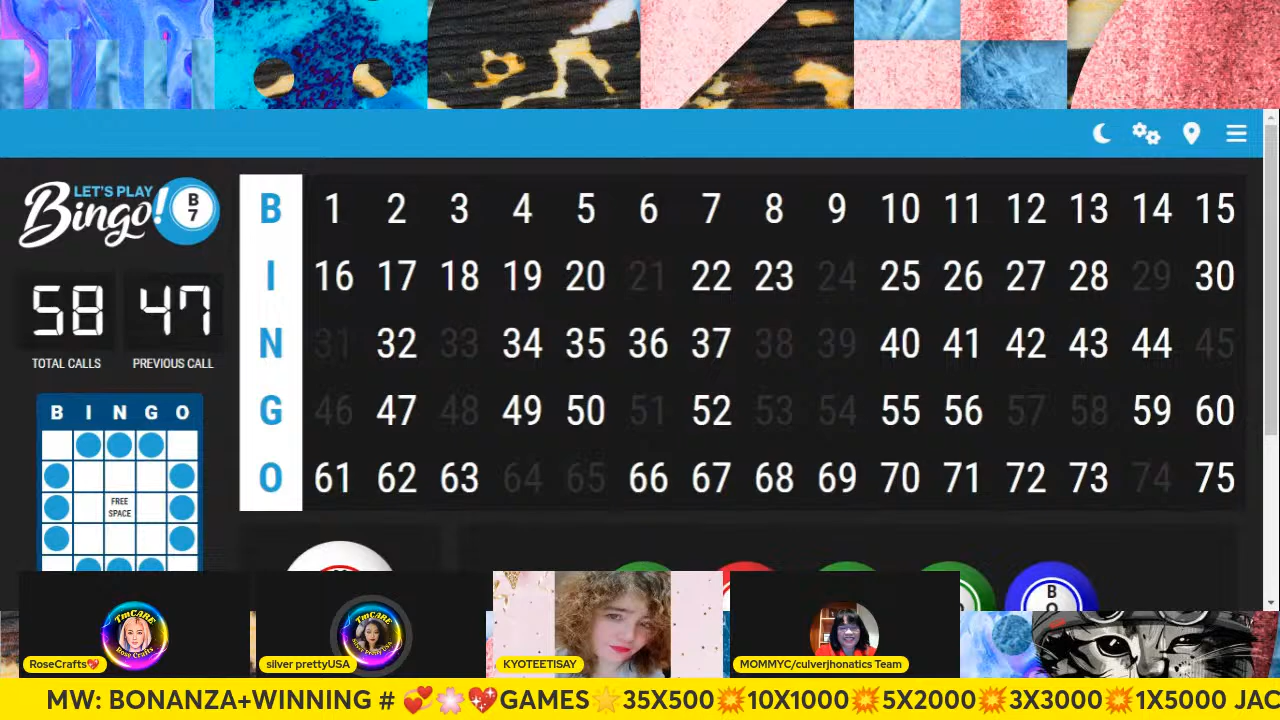 LET'S PLAY
Bingo!
B
7
58 47
TOTAL CALLS PREVIOUS CALL
B I N G O
FREE
SPACE
B 1 2 3 4 5 6 7 8 9 10 11 12 13 14 15
I 16 17 18 19 20 21 22 23 24 25 26 27 28 29 30
N 31 32 33 34 35 36 37 38 39 40 41 42 43 44 45
G 46 47 48 49 50 51 52 53 54 55 56 57 58 59 60
O 61 62 63 64 65 66 67 68 69 70 71 72 73 74 75
B
TmCARE
Rose Crafts
TmCARE
RoseCrafts💖
silver prettyUSA
KYOTEETISAY
MOMMYC/culverjhonatics Team
MW: BONANZA+WINNING # 💞🌸💖GAMES🌟35X500💥10X1000💥5X2000💥3X3000💥1X5000 JAC